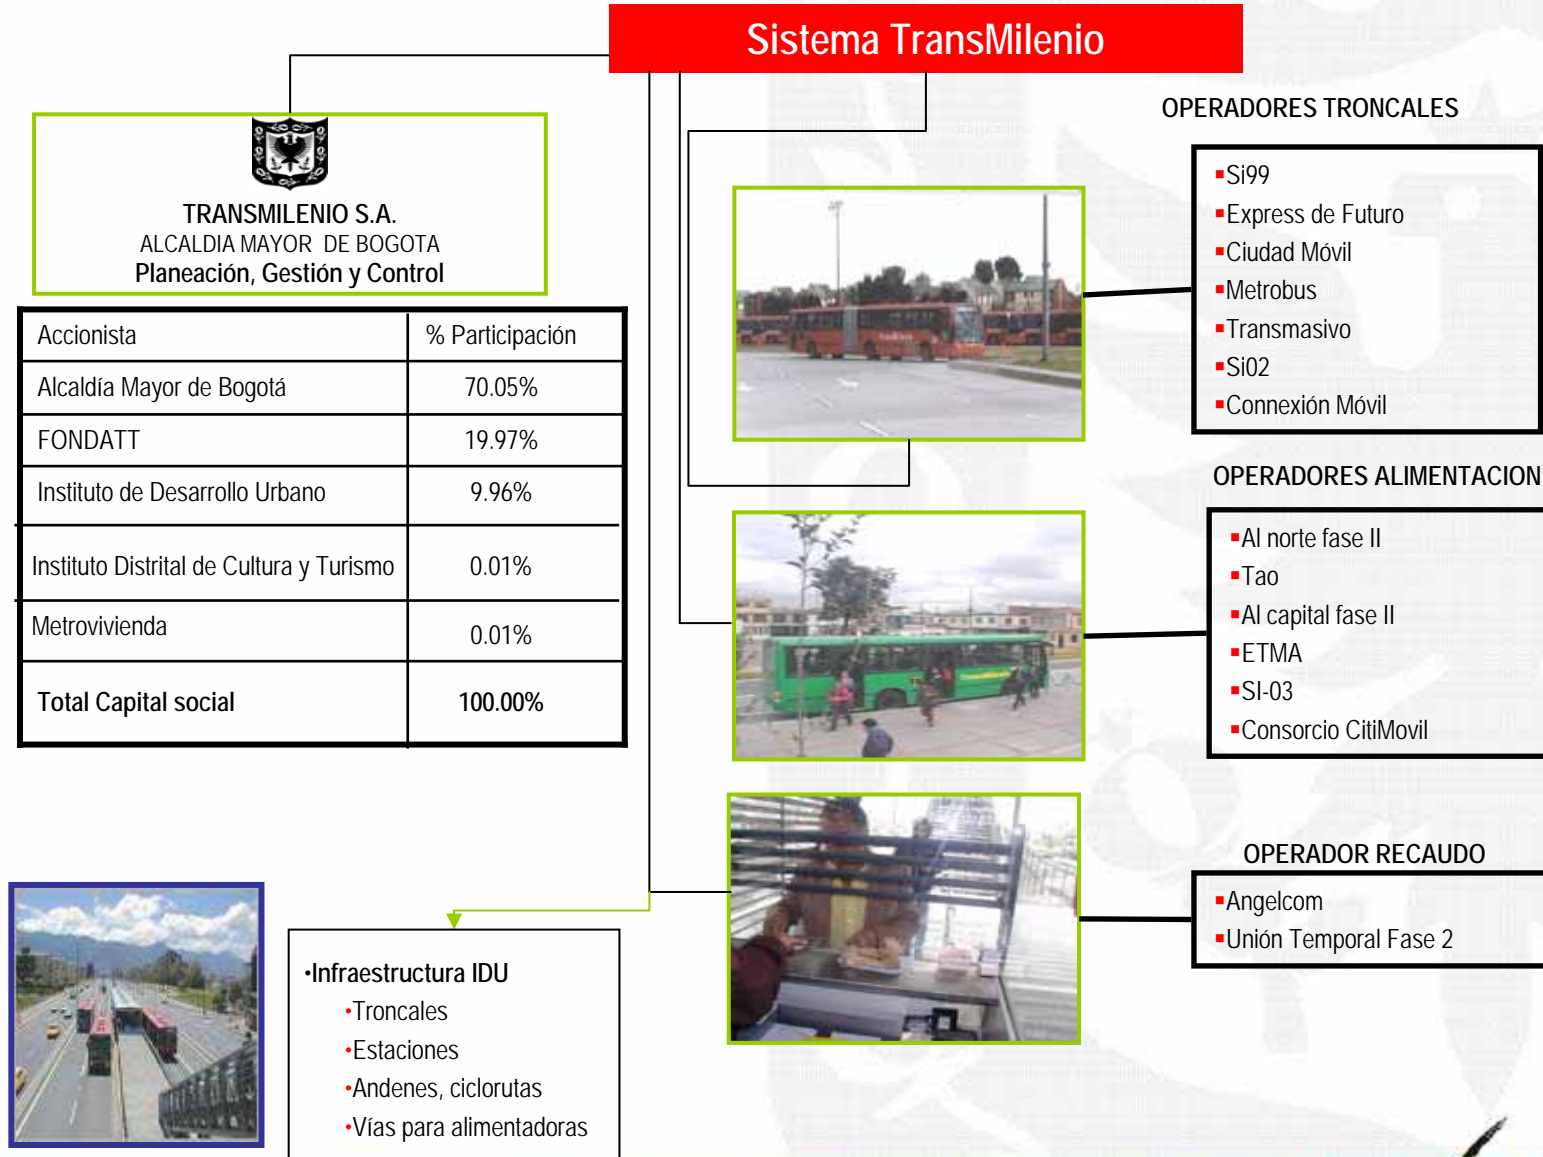 Sistema TransMilenio
TRANSMILENIO S.A.
ALCALDIA MAYOR DE BOGOTA
Planeación, Gestión y Control
Accionista % Participación
Alcaldía Mayor de Bogotá 70.05%
FONDATT 19.97%
Instituto de Desarrollo Urbano 9.96%
Instituto Distrital de Cultura y Turismo 0.01%
Metrovivienda 0.01%
Total Capital social 100.00%
•Infraestructura IDU
•Troncales
•Estaciones
•Andenes, ciclorutas
•Vías para alimentadoras
OPERADORES TRONCALES
▪Si99
▪Express de Futuro
▪Ciudad Móvil
▪Metrobus
▪Transmasivo
▪Si02
▪Connexión Móvil
OPERADORES ALIMENTACION
▪Al norte fase II
▪Tao
▪Al capital fase II
▪ETMA
▪SI-03
▪Consorcio CitiMovil
OPERADOR RECAUDO
▪Angelcom
▪Unión Temporal Fase 2